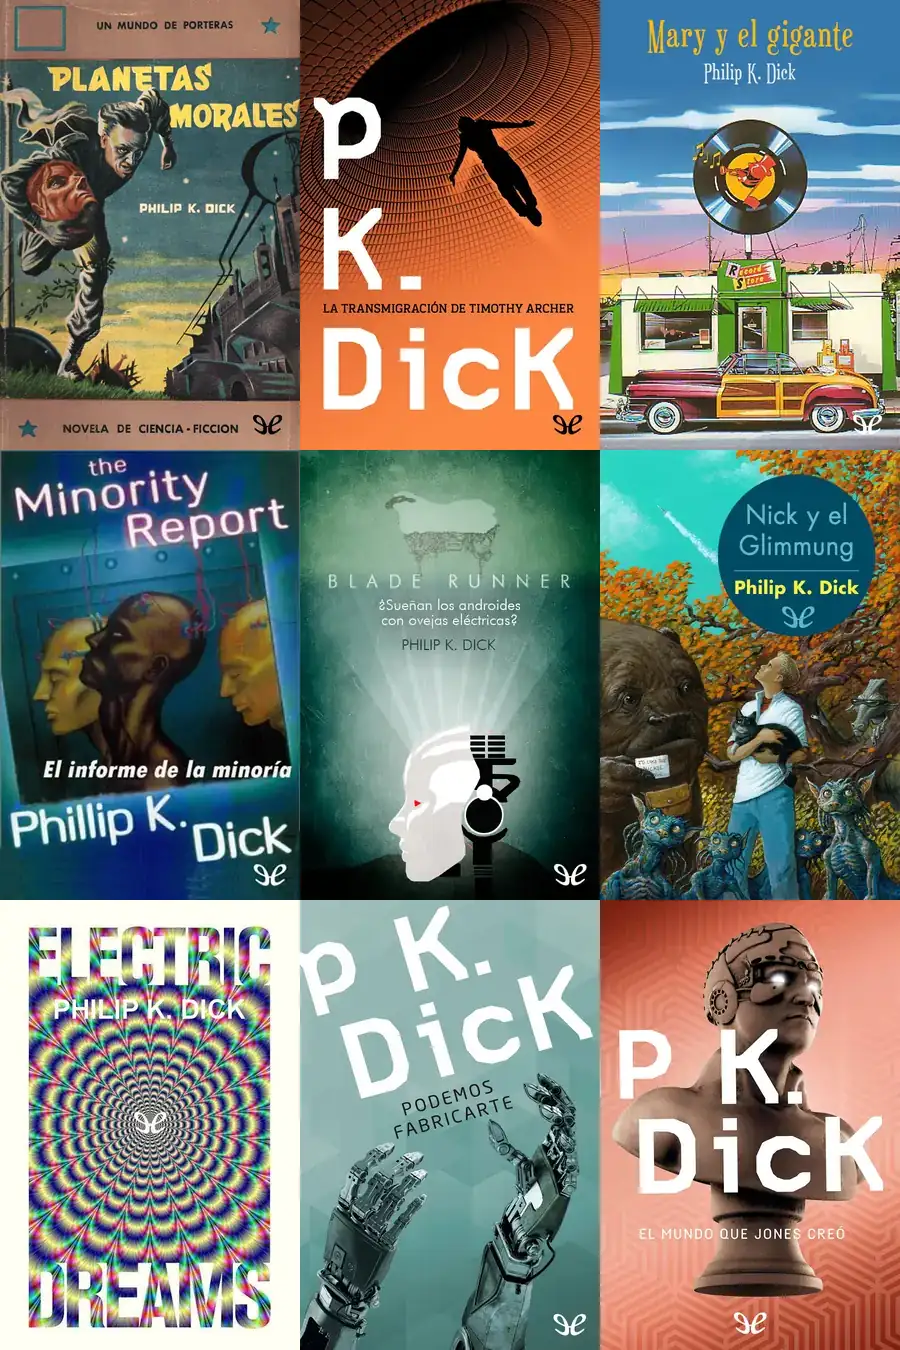 UN MUNDO DE PORTERAS
PLANETAS
MORALES
PHILIP K. DICK
NOVELA DE CIENCIA-FICCION
P
K.
LA TRANSMIGRACIÓN DE TIMOTHY ARCHER
DicK
Mary y el gigante
Philip K. Dick
Record
Store
the
Minority
Report
El informe de la minoría
Phillip K.
Dick
BLADE RUNNER
¿Sueñan los androides
con ovejas eléctricas?
PHILIP K. DICK
Nick y el
Glimmung
Philip K. Dick
ELECTRIC
PHILIP K. DICK
DREAMS
P K.
DicK
PODEMOS
FABRICARTE
P K.
DicK
EL MUNDO QUE JONES CREÓ